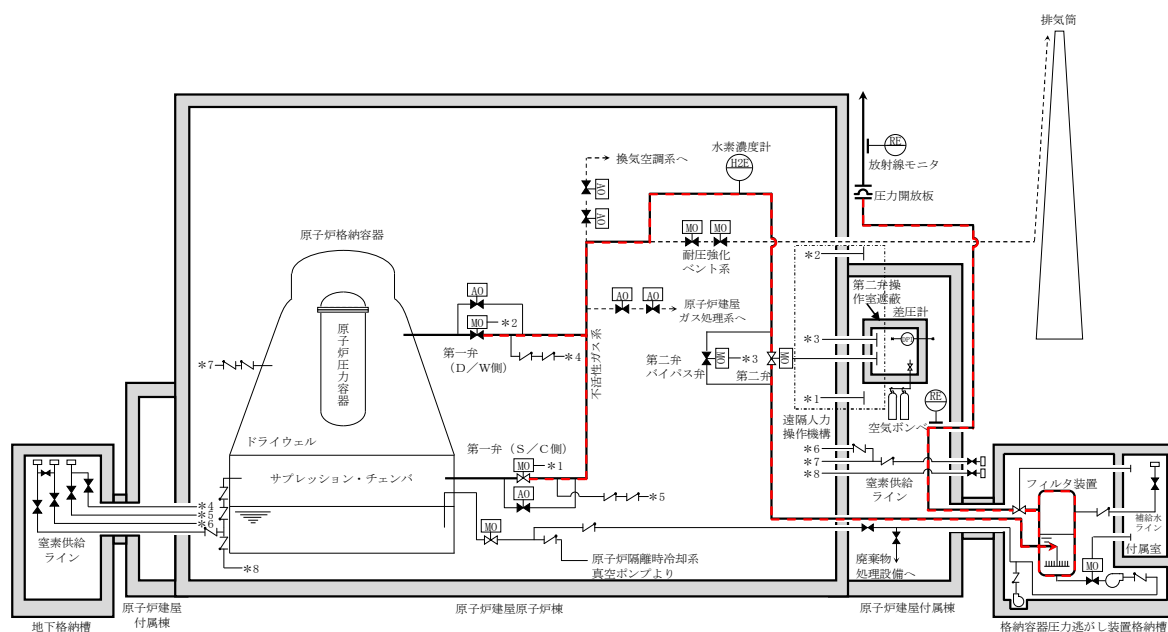 排気筒
水素濃度計
H2E
RE
放射線モニタ
換気空調系へ
AO
AO
圧力開放板
原子炉格納容器
MO
MO
耐圧強化
ベント系
*2
第二弁操
作室遮蔽
差圧計
AO
MO
*2
AO
AO
原子炉建屋
ガス処理系へ
原子炉圧力容器
第一弁
(D/W側)
*4
*7
不活性ガス系
第二弁
バイパス弁
MO
*3
第二弁
MO
*3
DPI
*1
RE
遠隔人力
操作機構
空気ボンベ
ドライウェル
第一弁(S/C側)
MO
*1
*6
*7
*8
窒素供給
ライン
サプレッション・チェンバ
AO
*5
フィルタ装置
補給水
ライン
付属室
*4
*5
*6
窒素供給
ライン
MO
*8
原子炉隔離時冷却系
真空ポンプより
廃棄物
処理設備へ
MO
地下格納槽
原子炉建屋
付属棟
原子炉建屋原子炉棟
原子炉建屋付属棟
格納容器圧力逃がし装置格納槽